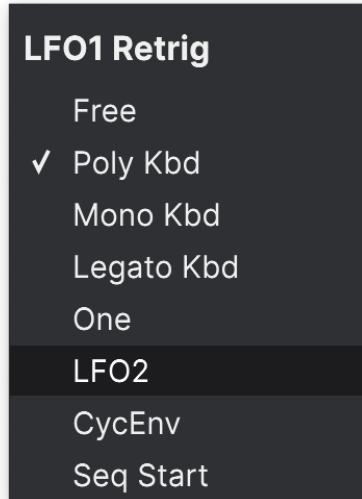 LFO1 Retrig
Free
✓ Poly Kbd
Mono Kbd
Legato Kbd
One
LFO2
CycEnv
Seq Start